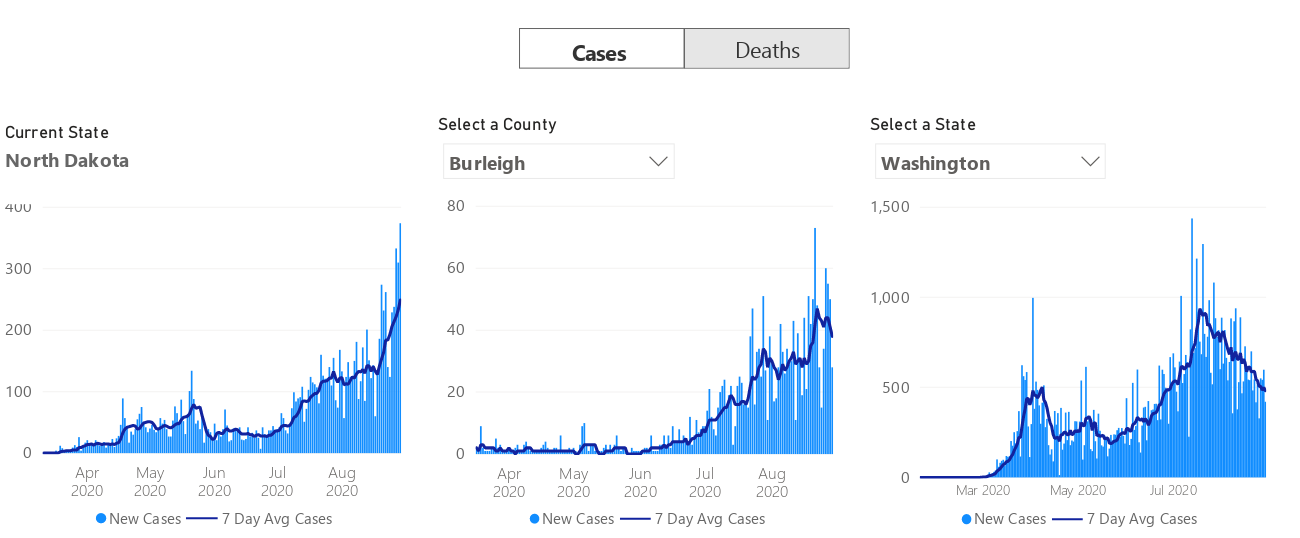 Cases
Deaths
Current State
North Dakota
Select a County
Burleigh
Select a State
Washington
400
300
200
100
0
Apr 2020
May 2020
Jun 2020
Jul 2020
Aug 2020
New Cases
7 Day Avg Cases
80
60
40
20
0
Apr 2020
May 2020
Jun 2020
Jul 2020
Aug 2020
New Cases
7 Day Avg Cases
1,500
1,000
500
0
Mar 2020
May 2020
Jul 2020
New Cases
7 Day Avg Cases